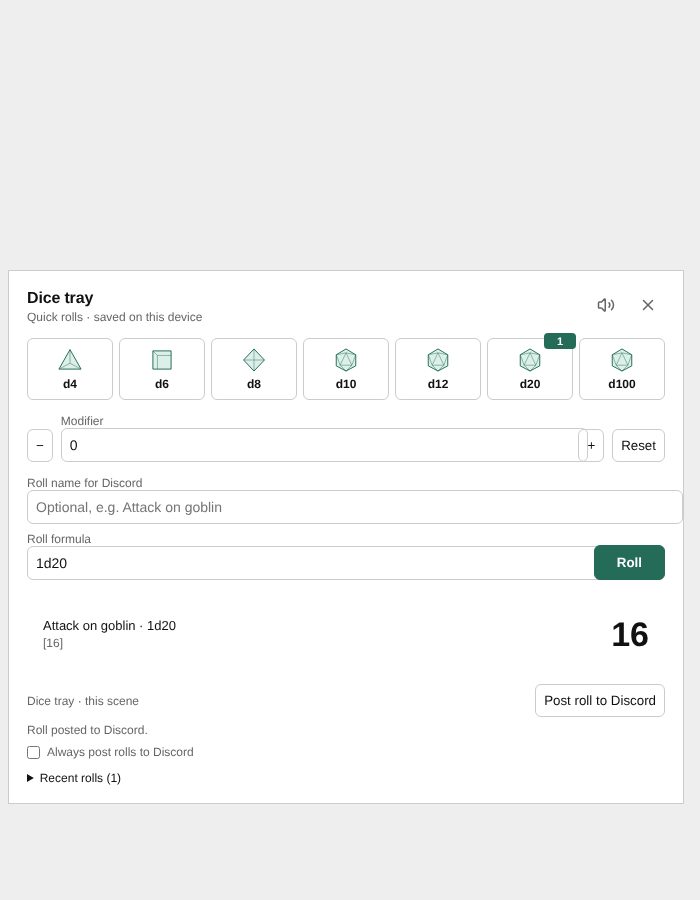 Dice tray
Quick rolls · saved on this device
1
d4
d6
d8
d10
d12
d20
d100
Modifier
−
0
+
Reset
Roll name for Discord
Optional, e.g. Attack on goblin
Roll formula
1d20
Roll
Attack on goblin · 1d20
[16]
16
Dice tray · this scene
Post roll to Discord
Roll posted to Discord.
Always post rolls to Discord
Recent rolls (1)